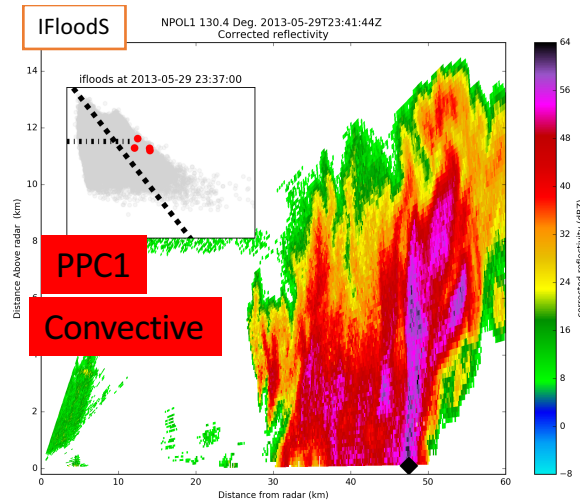 IFloodS
NPOL1 130.4 Deg. 2013-05-29T23:41:44Z
Corrected reflectivity
ifloods at 2013-05-29 23:37:00
PPC1
Convective
14
12
10
8
4
2
0
Distance Above radar (km)
0
10
20
30
40
50
60
Distance from radar (km)
64
56
48
40
32
24
16
8
0
−8
corrected reflectivity (dBZ)